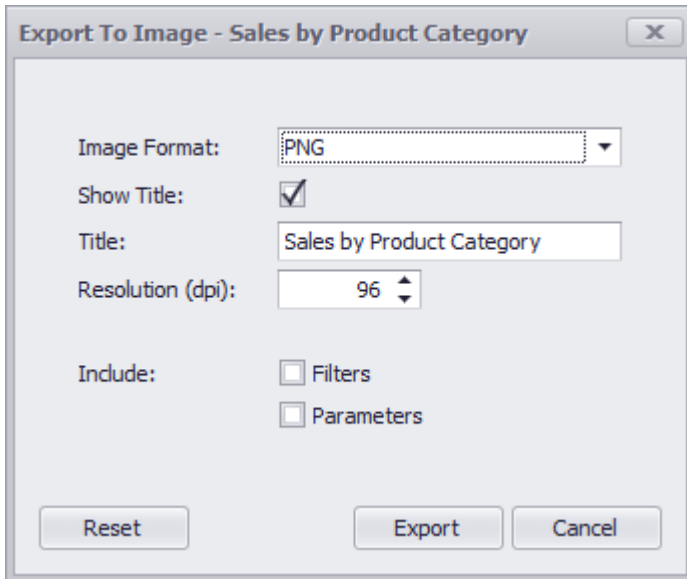 Export To Image - Sales by Product Category
Image Format: PNG
Show Title:
Title: Sales by Product Category
Resolution (dpi): 96
Include: Filters
Parameters
Reset Export Cancel